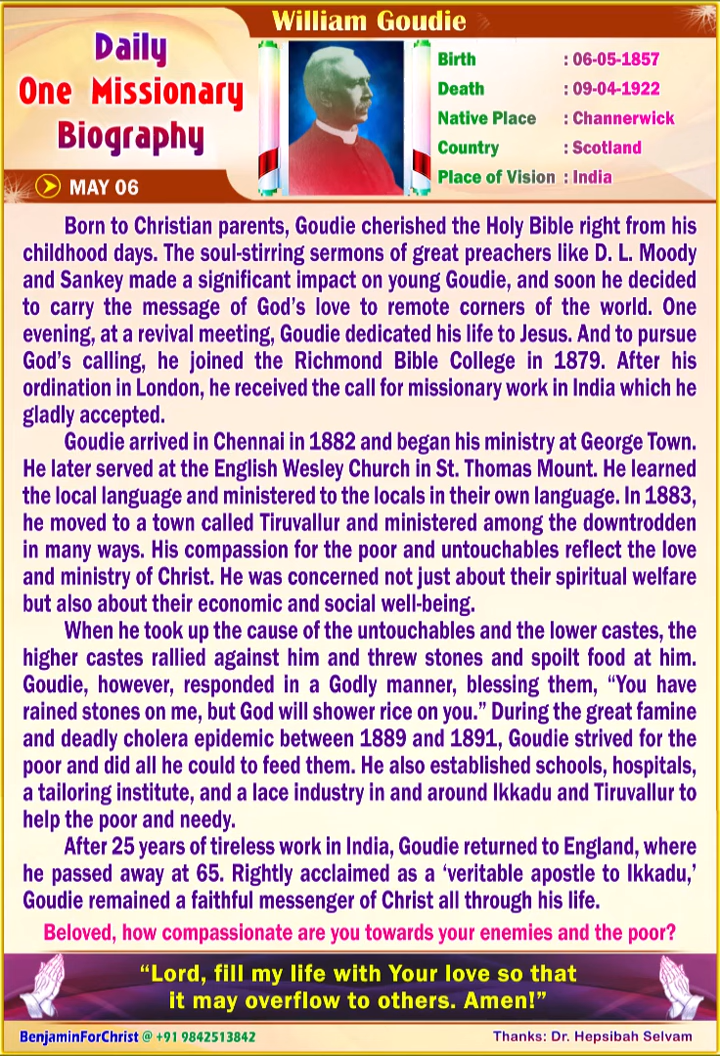 William Goudie
Daily
One Missionary
Biography
MAY 06
Birth : 06-05-1857
Death : 09-04-1922
Native Place : Channerwick
Country : Scotland
Place of Vision : India
Born to Christian parents, Goudie cherished the Holy Bible right from his
childhood days. The soul-stirring sermons of great preachers like D. L. Moody
and Sankey made a significant impact on young Goudie, and soon he decided
to carry the message of God’s love to remote corners of the world. One
evening, at a revival meeting, Goudie dedicated his life to Jesus. And to pursue
God’s calling, he joined the Richmond Bible College in 1879. After his
ordination in London, he received the call for missionary work in India which he
gladly accepted.
Goudie arrived in Chennai in 1882 and began his ministry at George Town.
He later served at the English Wesley Church in St. Thomas Mount. He learned
the local language and ministered to the locals in their own language. In 1883,
he moved to a town called Tiruvallur and ministered among the downtrodden
in many ways. His compassion for the poor and untouchables reflect the love
and ministry of Christ. He was concerned not just about their spiritual welfare
but also about their economic and social well-being.
When he took up the cause of the untouchables and the lower castes, the
higher castes rallied against him and threw stones and spoilt food at him.
Goudie, however, responded in a Godly manner, blessing them, “You have
rained stones on me, but God will shower rice on you.” During the great famine
and deadly cholera epidemic between 1889 and 1891, Goudie strived for the
poor and did all he could to feed them. He also established schools, hospitals,
a tailoring institute, and a lace industry in and around Ikkadu and Tiruvallur to
help the poor and needy.
After 25 years of tireless work in India, Goudie returned to England, where
he passed away at 65. Rightly acclaimed as a ‘veritable apostle to Ikkadu,’
Goudie remained a faithful messenger of Christ all through his life.
Beloved, how compassionate are you towards your enemies and the poor?
“Lord, fill my life with Your love so that
it may overflow to others. Amen!”
BenjaminForChrist @ +91 9842513842
Thanks: Dr. Hepsibah Selvam